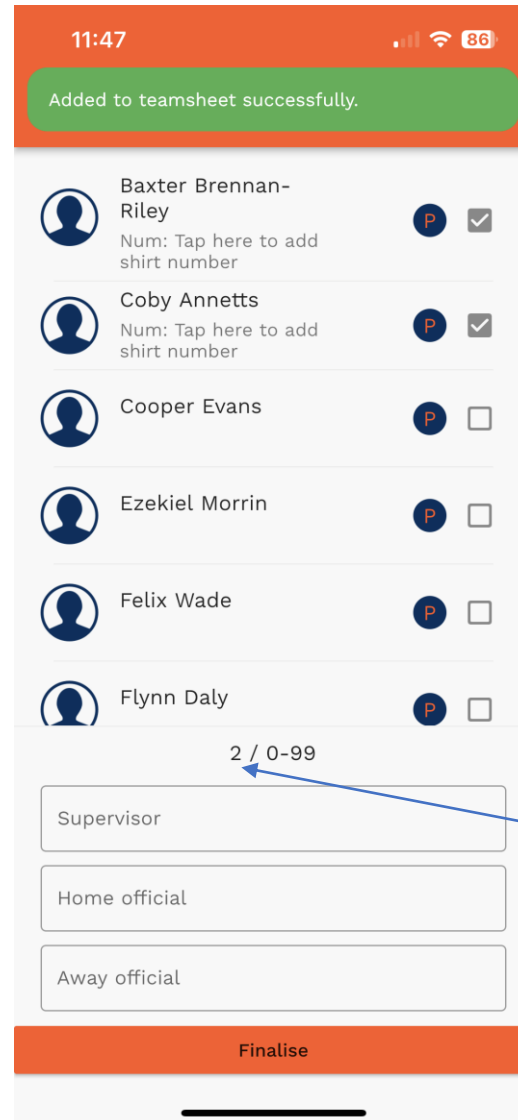 11:47
86
Added to teamsheet successfully.
Baxter Brennan-
Riley
Num: Tap here to add
shirt number
P
Coby Annetts
Num: Tap here to add
shirt number
P
Cooper Evans
P
Ezekiel Morrin
P
Felix Wade
P
Flynn Daly
P
2 / 0-99
Supervisor
Home official
Away official
Finalise